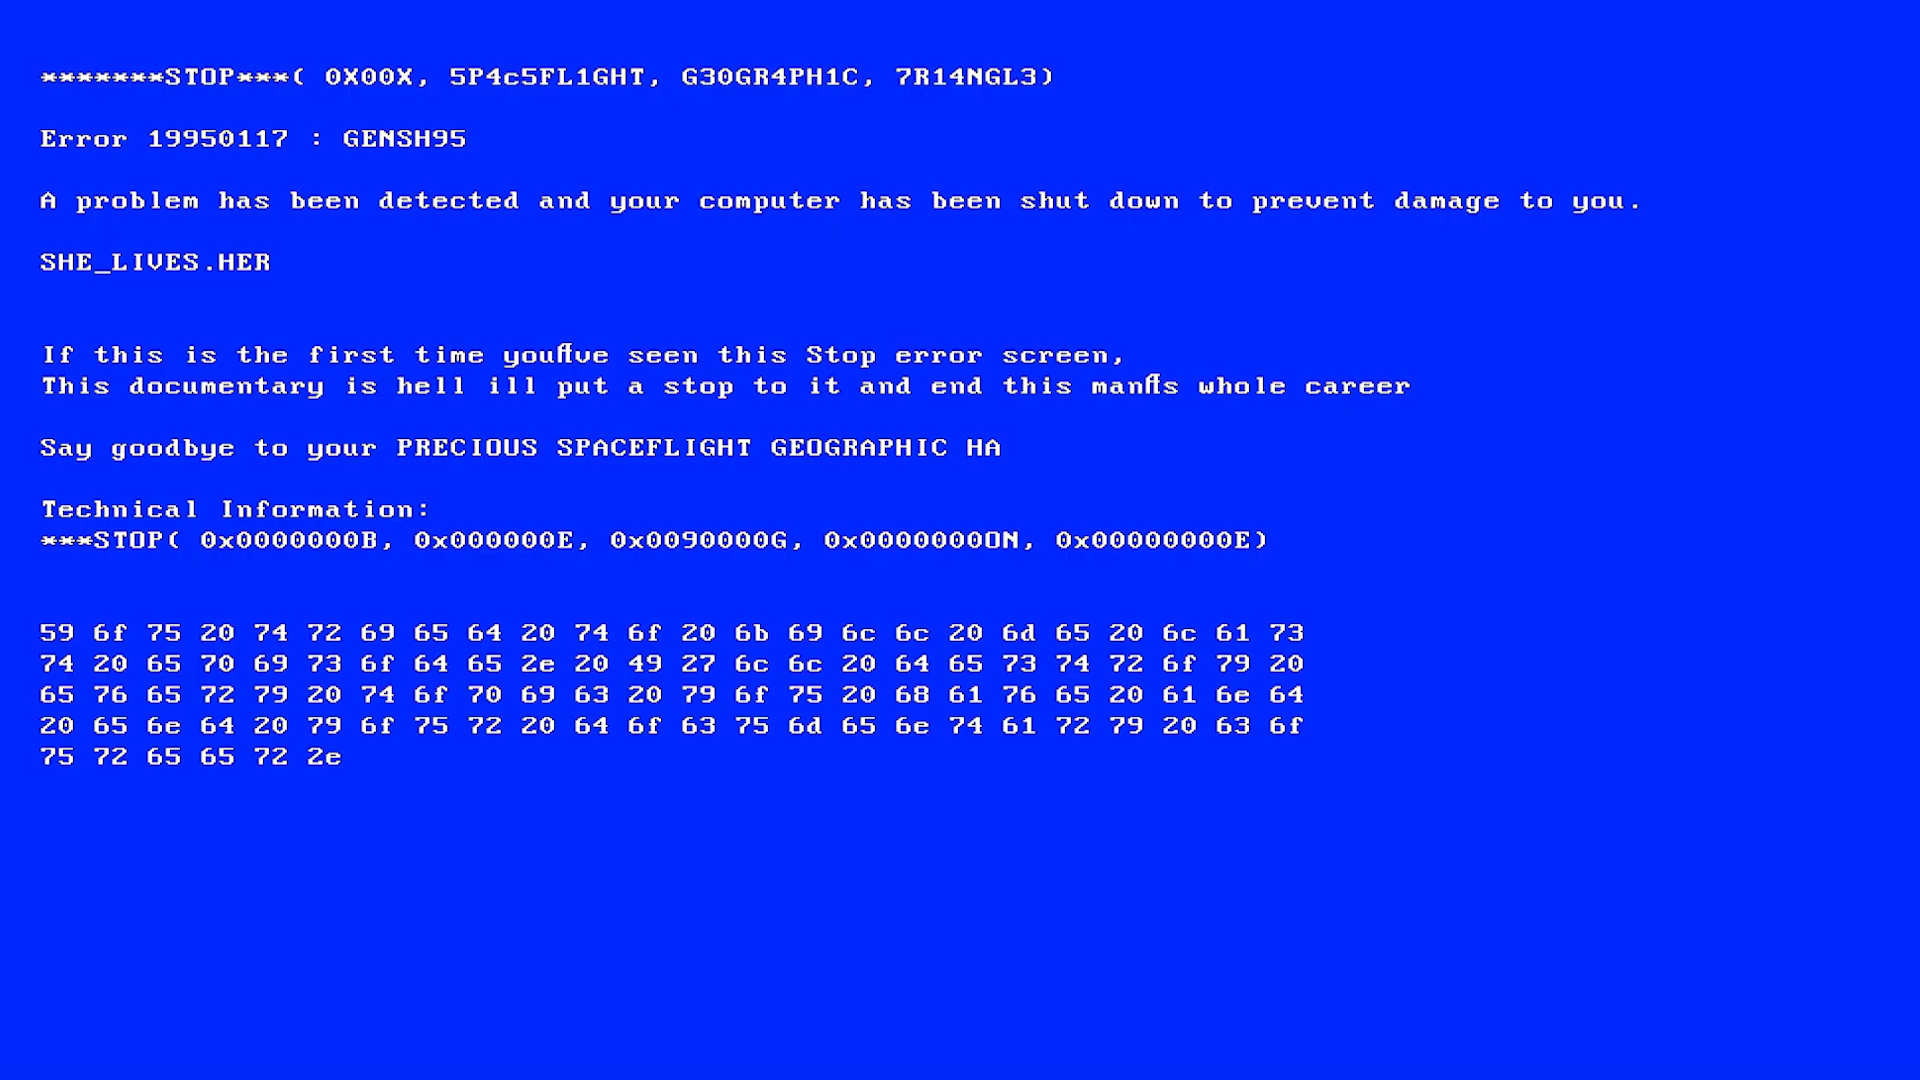 *******STOP***( 0X00X, 5P4c5FL1GHT, G30GR4PH1C, 7R14NGL3)
Error 19950117 : GENSH95
A problem has been detected and your computer has been shut down to prevent damage to you.
SHE_LIVES.HER
If this is the first time youſſve seen this Stop error screen,
This documentary is hell ill put a stop to it and end this manſſs whole career
Say goodbye to your PRECIOUS SPACEFLIGHT GEOGRAPHIC HA
Technical Information:
***STOP( 0x0000000B, 0x000000E, 0x0090000G, 0x0000000ON, 0x00000000E)
59 6f 75 20 74 72 69 65 64 20 74 6f 20 6b 69 6c 6c 20 6d 65 20 6c 61 73
74 20 65 70 69 73 6f 64 65 2e 20 49 27 6c 6c 20 64 65 73 74 72 6f 79 20
65 76 65 72 79 20 74 6f 70 69 63 20 79 6f 75 20 68 61 76 65 20 61 6e 64
20 65 6e 64 20 79 6f 75 72 20 64 6f 63 75 6d 65 6e 74 61 72 79 20 63 6f
75 72 65 65 72 2e